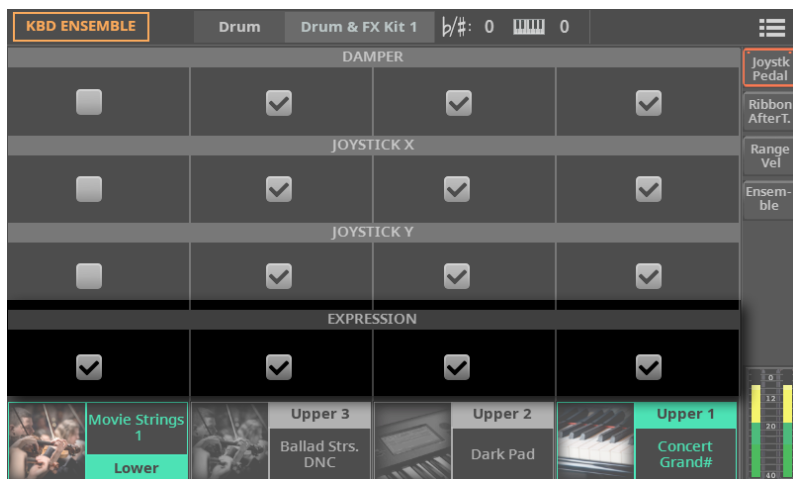 KBD ENSEMBLE
Drum
Drum & FX Kit 1
♭/#: 0
0
DAMPER
JOYSTICK X
JOYSTICK Y
EXPRESSION
Joystk
Pedal
Ribbon
AfterT.
Range
Vel
Ensem-
ble
Movie Strings
1
Lower
Upper 3
Ballad Strs.
DNC
Upper 2
Dark Pad
Upper 1
Concert
Grand#
0
12
20
40